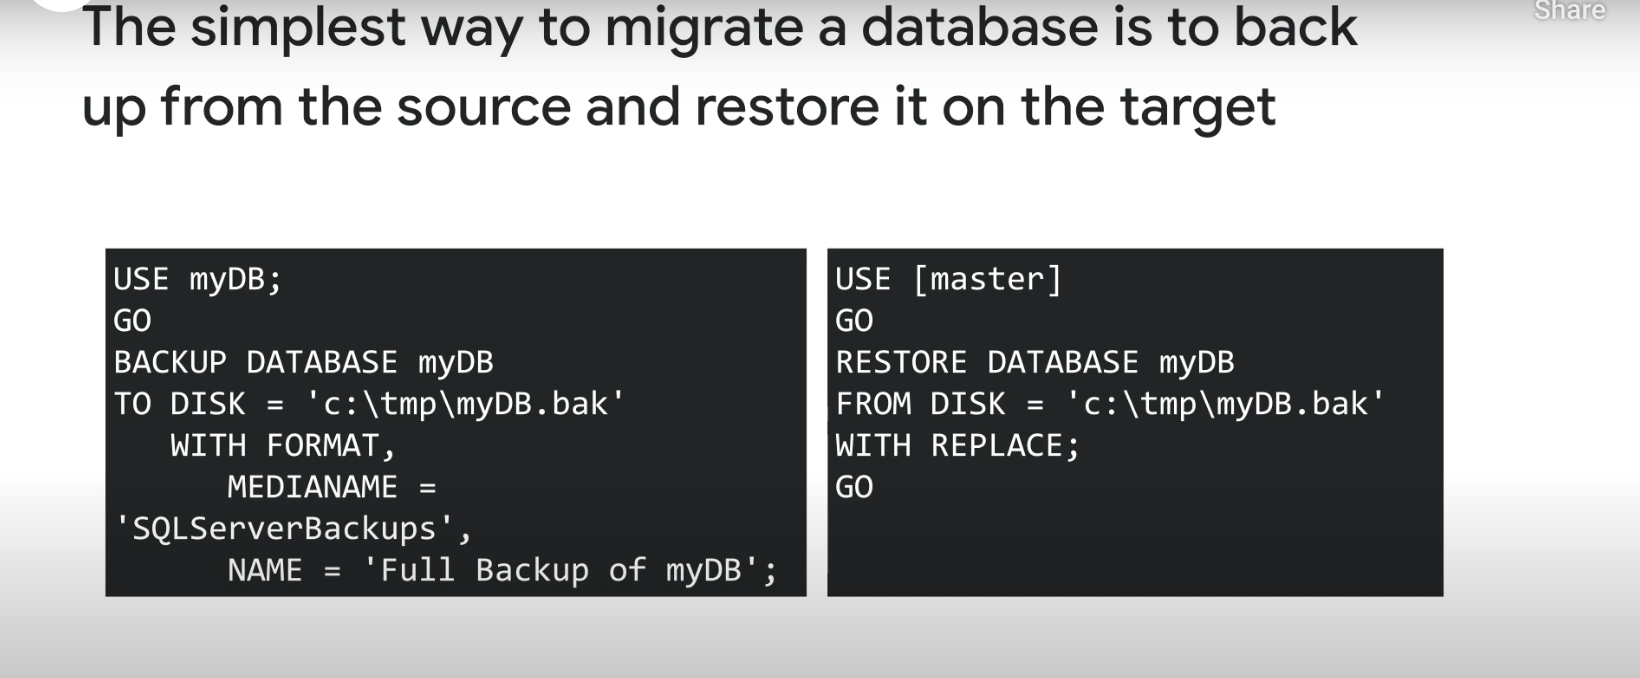 The simplest way to migrate a database is to back
up from the source and restore it on the target
Share
USE myDB;
GO
BACKUP DATABASE myDB
TO DISK = 'c:\tmp\myDB.bak'
   WITH FORMAT,
      MEDIANAME =
'SQLServerBackups',
      NAME = 'Full Backup of myDB';
USE [master]
GO
RESTORE DATABASE myDB
FROM DISK = 'c:\tmp\myDB.bak'
WITH REPLACE;
GO